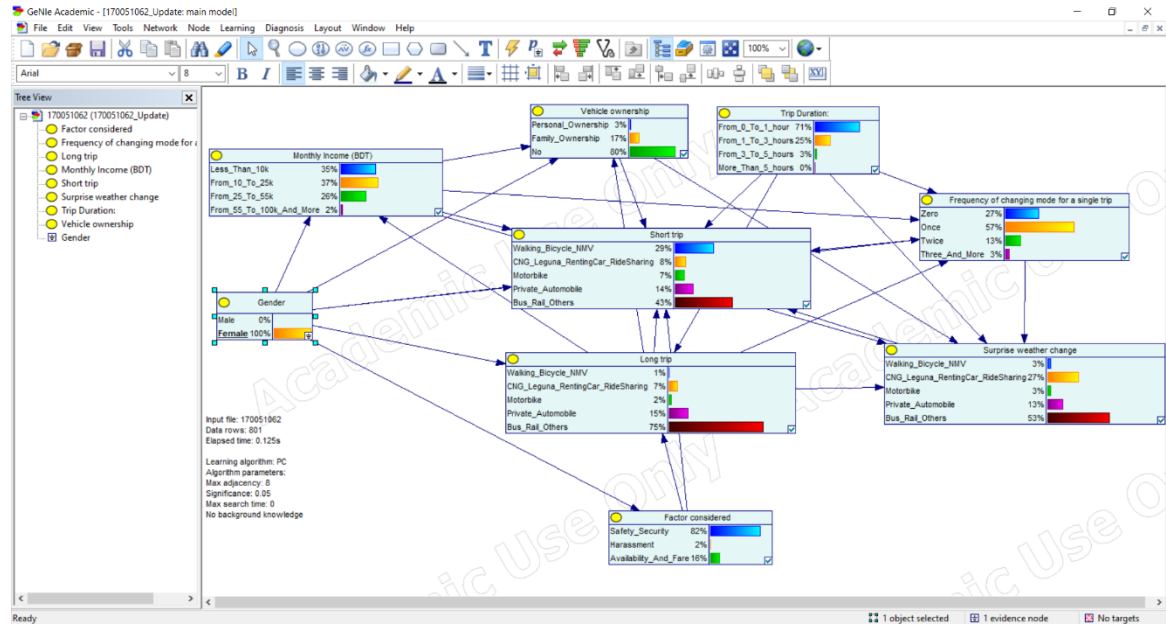 GeNIe Academic - [170051062_Update: main model]
File Edit View Tools Network Node Learning Diagnosis Layout Window Help
100%
Arial 8 B I A
Tree View
170051062 (170051062_Update)
Factor considered
Frequency of changing mode for a
Long trip
Monthly Income (BDT)
Short trip
Surprise weather change
Trip Duration:
Vehicle ownership
Gender
Vehicle ownership
Personal_Ownership 3%
Family_Ownership 17%
No 80%
Trip Duration:
From_0_To_1_hour 71%
From_1_To_3_hours 25%
From_3_To_5_hours 3%
More_Than_5_hours 0%
Monthly Income (BDT)
Less_Than_10k 35%
From_10_To_25k 37%
From_25_To_55k 26%
From_55_To_100k_And_More 2%
Frequency of changing mode for a single trip
Zero 27%
Once 57%
Twice 13%
Three_And_More 3%
Short trip
Walking_Bicycle_NMV 29%
CNG_Leguna_RentingCar_RideSharing 8%
Motorbike 7%
Private_Automobile 14%
Bus_Rail_Others 43%
Gender
Male 0%
Female 100%
Long trip
Walking_Bicycle_NMV 1%
CNG_Leguna_RentingCar_RideSharing 7%
Motorbike 2%
Private_Automobile 15%
Bus_Rail_Others 75%
Surprise weather change
Walking_Bicycle_NMV 3%
CNG_Leguna_RentingCar_RideSharing 27%
Motorbike 3%
Private_Automobile 13%
Bus_Rail_Others 53%
Input file: 170051062
Data rows: 801
Elapsed time: 0.125s
Learning algorithm: PC
Algorithm parameters:
Max adjacency: 8
Significance: 0.05
Max search time: 0
No background knowledge
Factor considered
Safety_Security 82%
Harassment 2%
Availability_And_Fare 16%
Academic Use Only
Academic Use Only
Ready 1 object selected 1 evidence node No targets